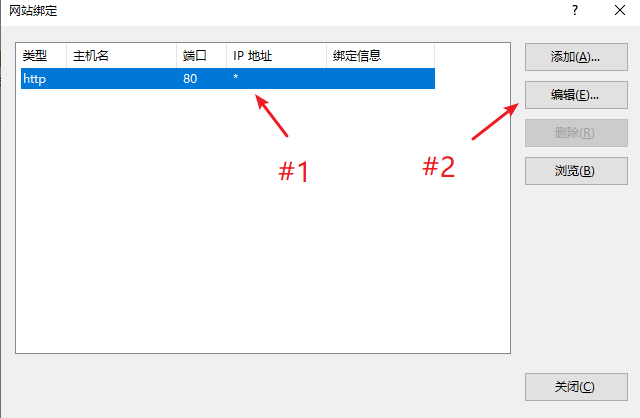 网站绑定
?
类型 主机名 端口 IP 地址 绑定信息
http 80 *
添加(A)...
编辑(E)...
删除(R)
浏览(B)
#1
#2
关闭(C)